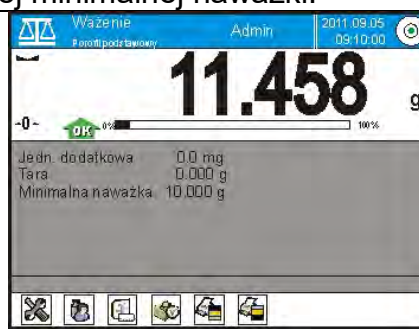 ej minimalnej naważki.
Ważenie Admin 2011.09.05
Porofil podstawowy 09:10:00
11.458 g
-0- OK 0% 100%
Jedn. dodatkowa 0.0 mg
Tara 0.000 g
Minimalna naważka 10.000 g